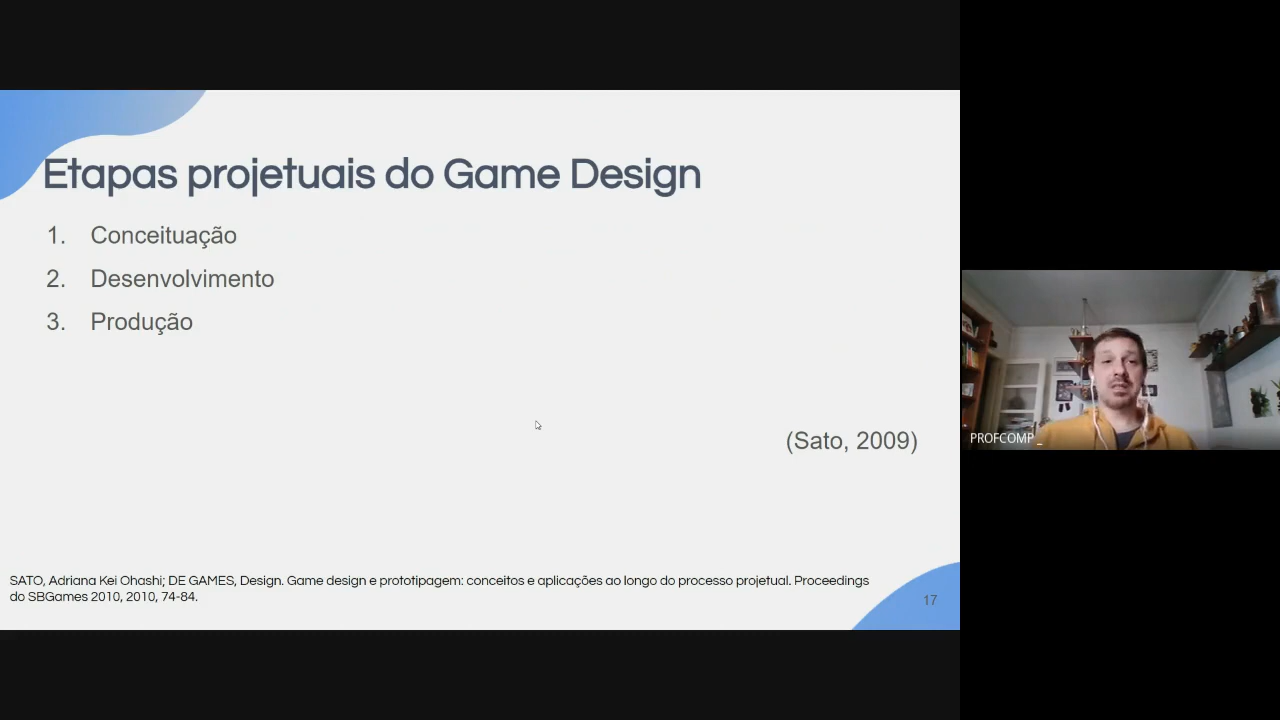 Etapas projetuais do Game Design
1. Conceituação
2. Desenvolvimento
3. Produção
(Sato, 2009)
SATO, Adriana Kei Ohashi; DE GAMES, Design. Game design e prototipagem: conceitos e aplicações ao longo do processo projetual. Proceedings
do SBGames 2010, 2010, 74-84.
17
PROFCOMP _